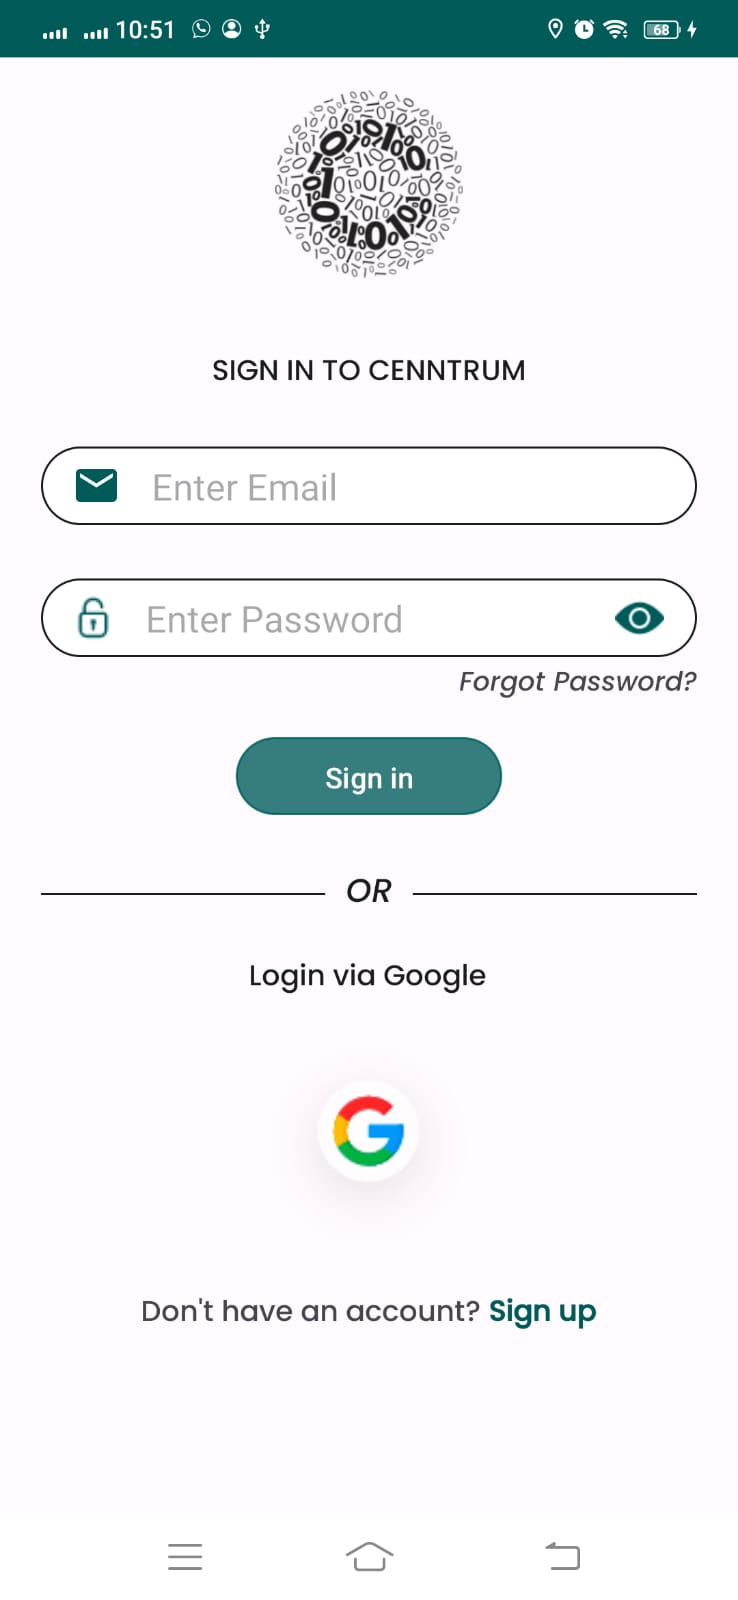 10:51
68
SIGN IN TO CENNTRUM
Enter Email
Enter Password
Forgot Password?
Sign in
OR
Login via Google
Don't have an account? Sign up